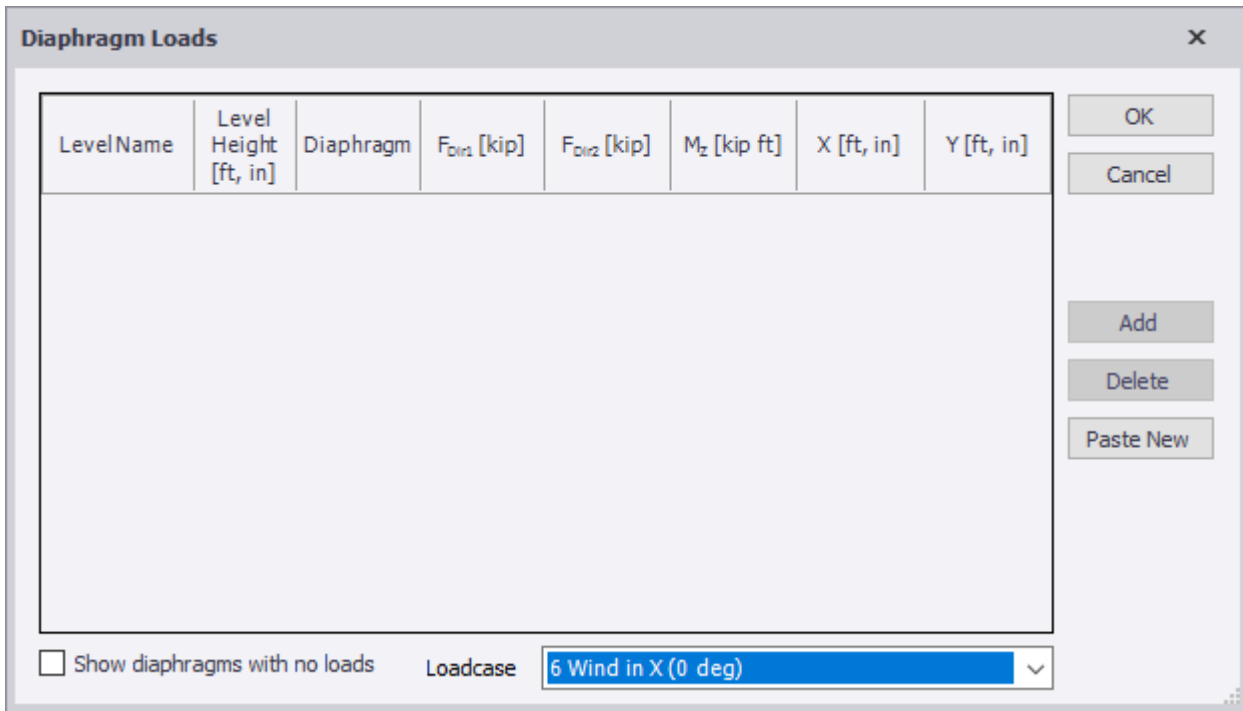 Diaphragm Loads
Level Name
Level
Height
[ft, in]
Diaphragm
FDir1 [kip]
FDir2 [kip]
MZ [kip ft]
X [ft, in]
Y [ft, in]
OK
Cancel
Add
Delete
Paste New
Show diaphragms with no loads
Loadcase
6 Wind in X (0 deg)